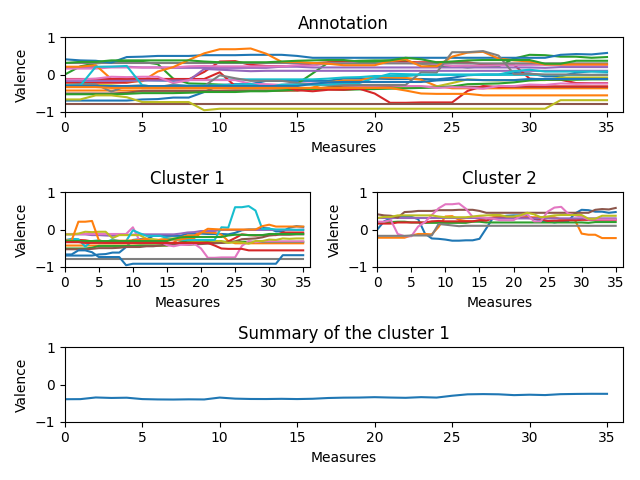 Annotation
1
0
-1
Valence
0 5 10 15 20 25 30 35
Measures
Cluster 1
1
0
-1
Valence
0 5 10 15 20 25 30 35
Measures
Cluster 2
1
0
-1
Valence
0 5 10 15 20 25 30 35
Measures
Summary of the cluster 1
1
0
-1
Valence
0 5 10 15 20 25 30 35
Measures